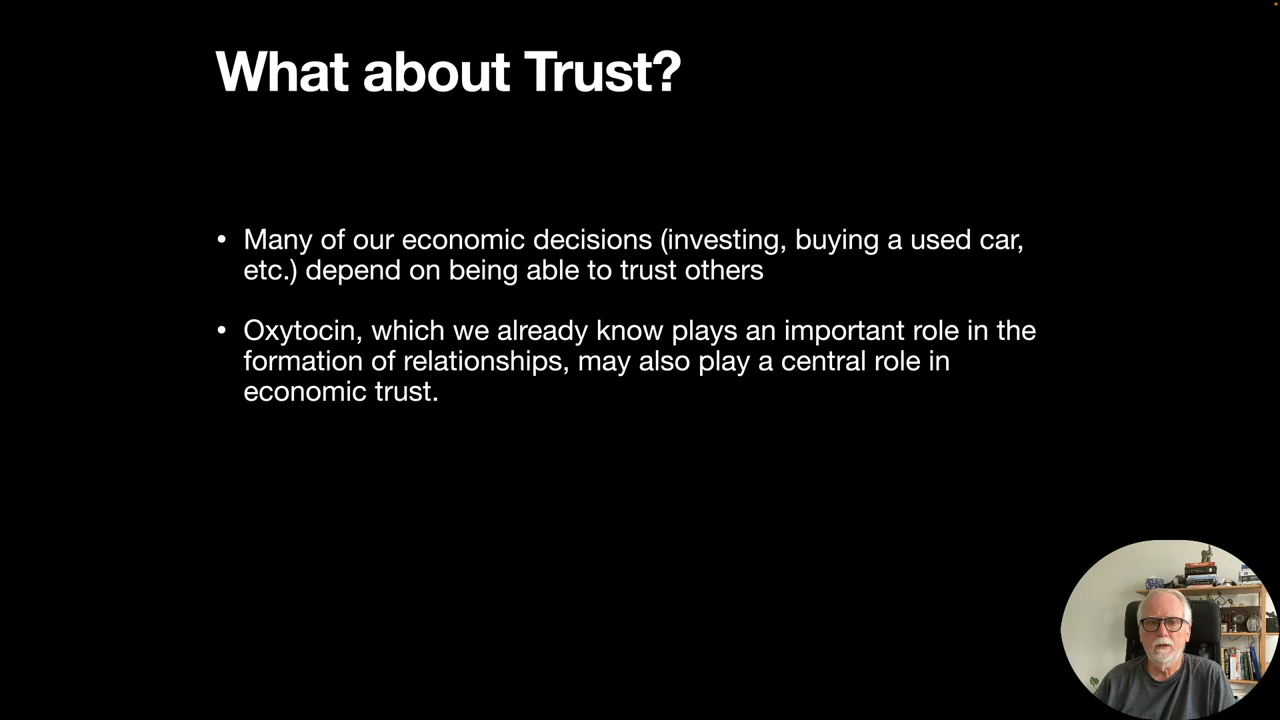 What about Trust?
• Many of our economic decisions (investing, buying a used car,
etc.) depend on being able to trust others
• Oxytocin, which we already know plays an important role in the
formation of relationships, may also play a central role in
economic trust.